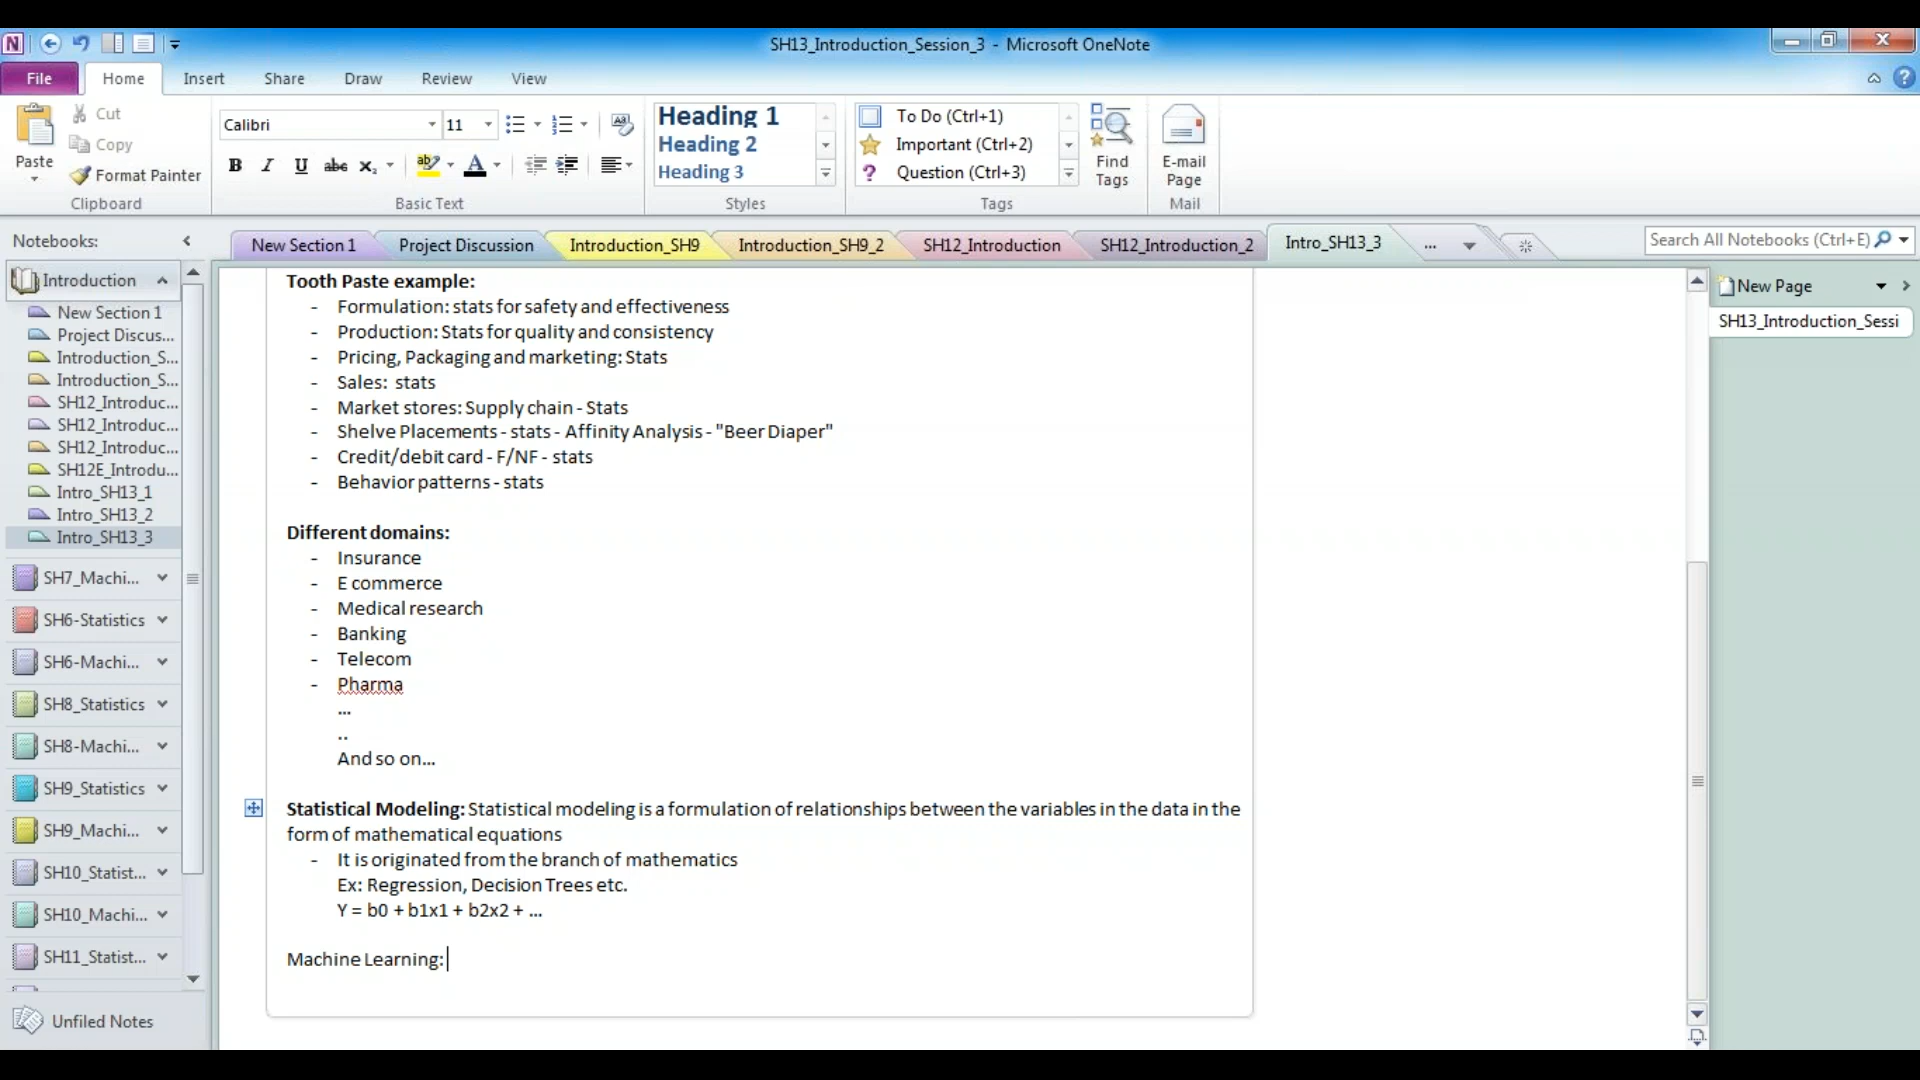 SH13_Introduction_Session_3 - Microsoft OneNote
File Home Insert Share Draw Review View
Paste
Cut
Copy
Format Painter
Clipboard
Calibri 11
B I U abc x₂ ab A
Basic Text
Heading 1
Heading 2
Heading 3
Styles
To Do (Ctrl+1)
Important (Ctrl+2)
Question (Ctrl+3)
Tags
Find Tags
E-mail Page
Mail
Notebooks:
New Section 1 Project Discussion Introduction_SH9 Introduction_SH9_2 SH12_Introduction SH12_Introduction_2 Intro_SH13_3 ...
Search All Notebooks (Ctrl+E)
Introduction
New Section 1
Project Discus...
Introduction_S...
Introduction_S...
SH12_Introduc...
SH12_Introduc...
SH12_Introduc...
SH12E_Introdu...
Intro_SH13_1
Intro_SH13_2
Intro_SH13_3
SH7_Machi...
SH6-Statistics
SH6-Machi...
SH8_Statistics
SH8-Machi...
SH9_Statistics
SH9_Machi...
SH10_Statist...
SH10_Machi...
SH11_Statist...
Unfiled Notes
Tooth Paste example:
- Formulation: stats for safety and effectiveness
- Production: Stats for quality and consistency
- Pricing, Packaging and marketing: Stats
- Sales: stats
- Market stores: Supply chain - Stats
- Shelve Placements - stats - Affinity Analysis - "Beer Diaper"
- Credit/debit card - F/NF - stats
- Behavior patterns - stats
Different domains:
- Insurance
- E commerce
- Medical research
- Banking
- Telecom
- Pharma
...
..
And so on...
Statistical Modeling: Statistical modeling is a formulation of relationships between the variables in the data in the
form of mathematical equations
- It is originated from the branch of mathematics
Ex: Regression, Decision Trees etc.
Y = b0 + b1x1 + b2x2 + ...
Machine Learning:
New Page
SH13_Introduction_Sessi